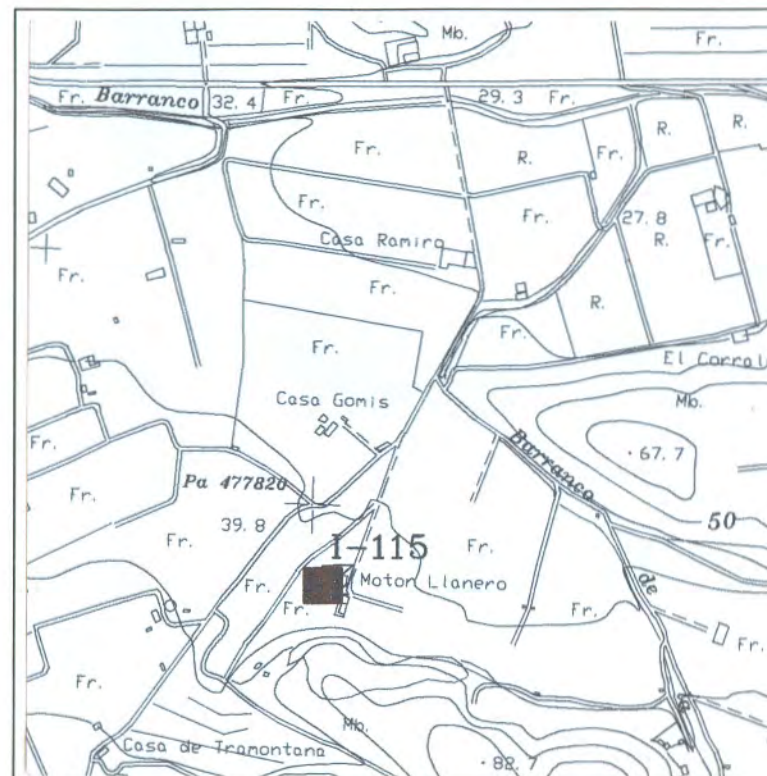 Mb.
Fr.
Fr. Barranco 32.4 Fr. 29.3 Fr.
Fr. R. Fr. R. R.
Fr. Fr. 27.8
Casa Ramiro R. Fr.
Fr. Fr. R.
Fr. Fr. El Corral
Casa Gomis Mb.
Fr. Barranco 67.7
Fr. Pa 477820
39.8 50
Fr. I-115 Fr.
Fr. Motor Llanero de
Fr. Fr. Fr.
Fr. la
Mb.
Casa de Tramontana 82.7